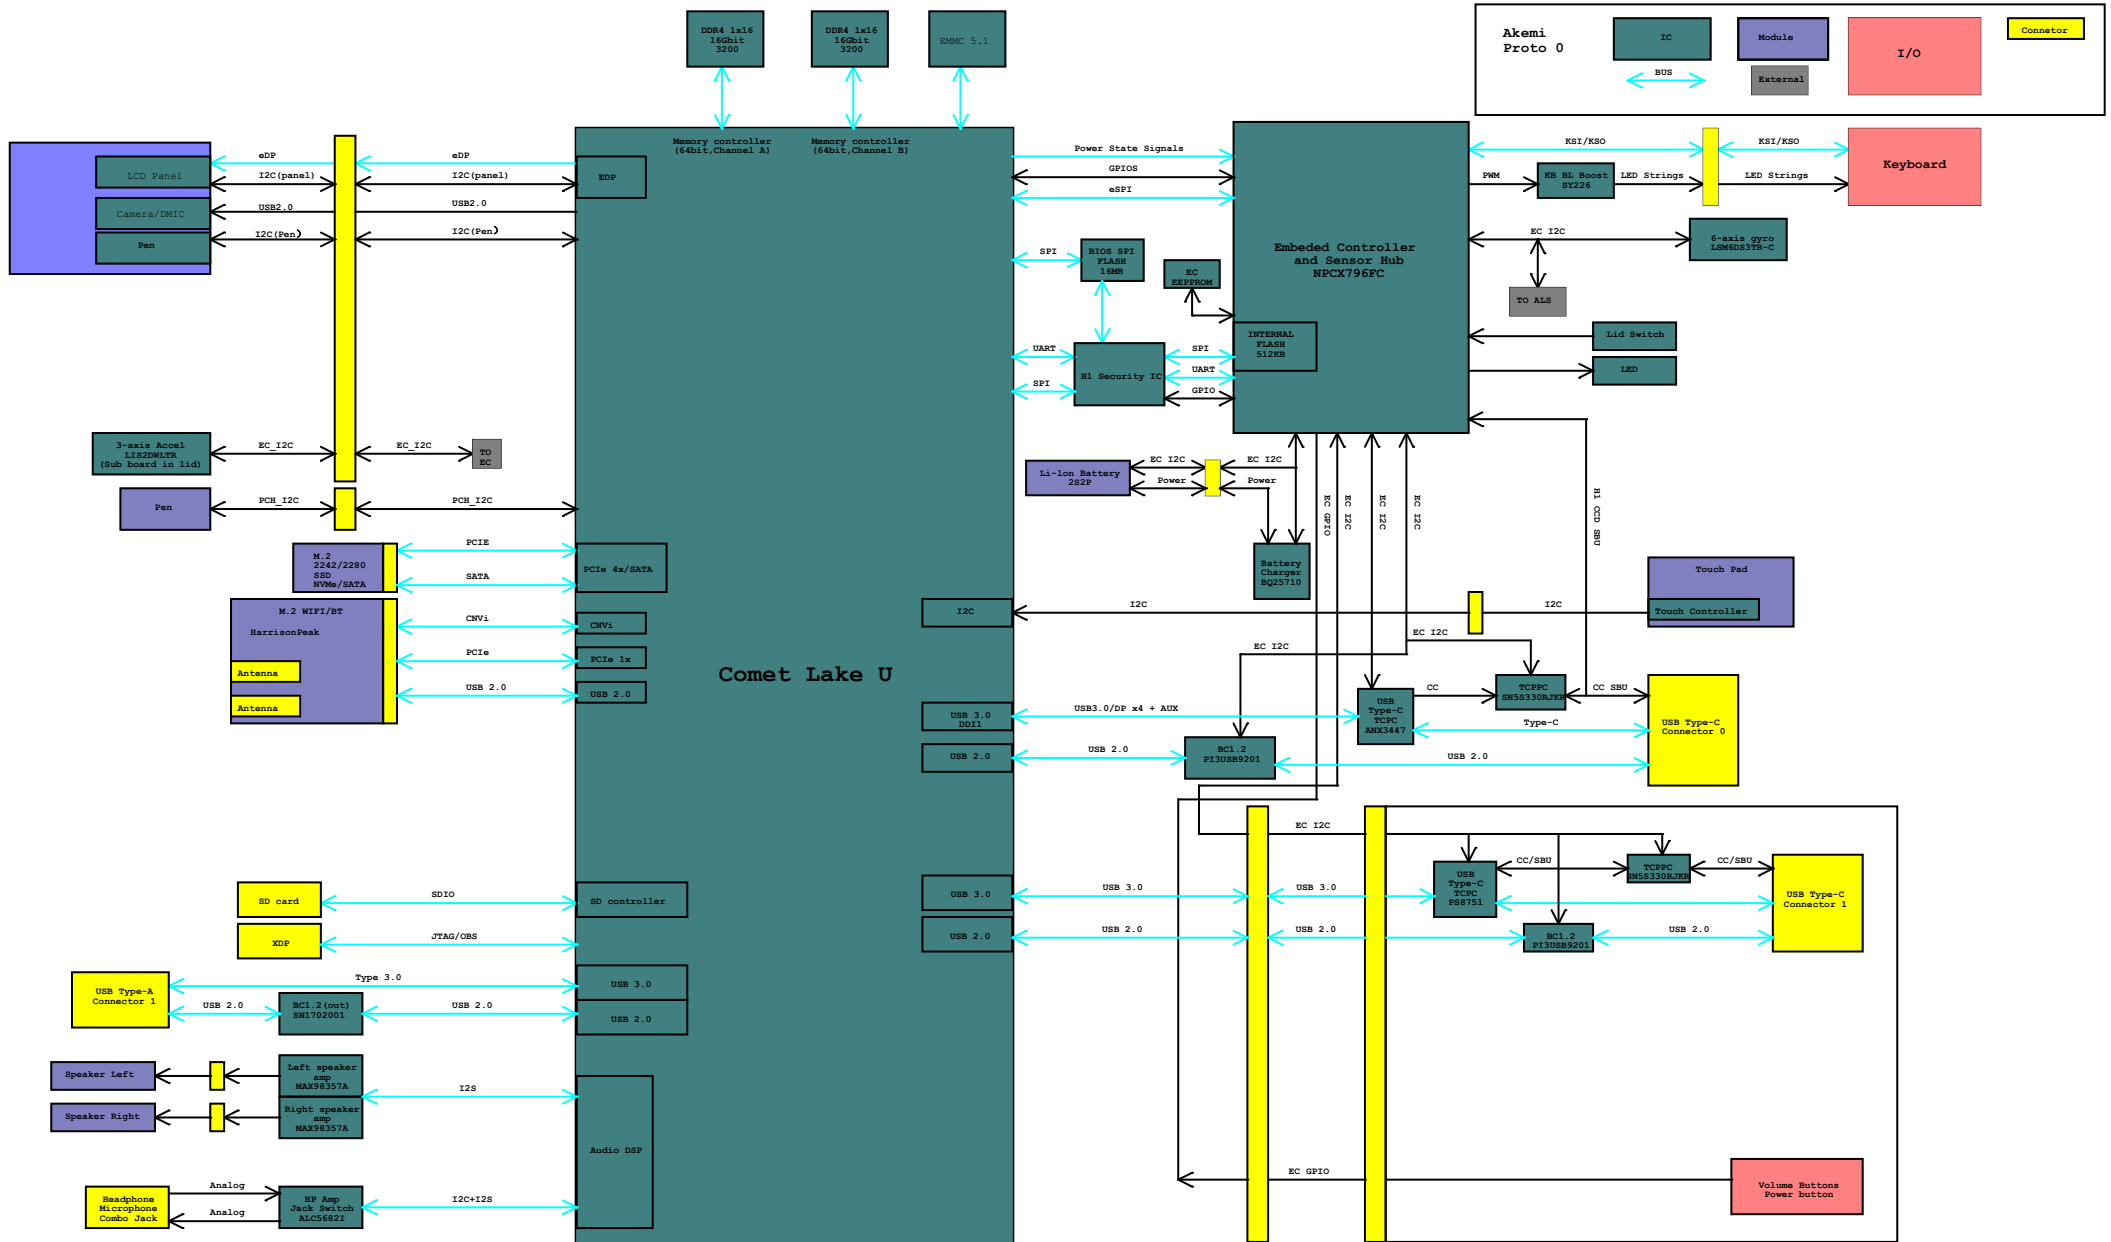 DDR4 1x16
16Gbit
3200
DDR4 1x16
16Gbit
3200
EMMC 5.1
Akemi
Proto 0
IC
BUS
Module
External
I/O
Connetor
Memory controller
(64bit,Channel A)
Memory controller
(64bit,Channel B)
LCD Panel
Camera/DMIC
Pen
eDP
I2C(panel)
USB2.0
I2C(Pen)
eDP
I2C(panel)
USB2.0
I2C(Pen)
EDP
3-axis Accel
LIS2DWLTR
(Sub board in lid)
EC_I2C
EC_I2C
TO
EC
Pen
PCH_I2C
PCH_I2C
M.2
2242/2280
SSD
NVMe/SATA
PCIE
SATA
PCIe 4x/SATA
M.2 WIFI/BT
HarrisonPeak
Antenna
Antenna
CNVi
PCIe
USB 2.0
CNVi
PCIe 1x
USB 2.0
Comet Lake U
SD card
SDIO
SD controller
XDP
JTAG/OBS
USB Type-A
Connector 1
Type 3.0
USB 2.0
BC1.2(out)
SN1702001
USB 2.0
USB 3.0
USB 2.0
Speaker Left
Left speaker
amp
MAX98357A
Speaker Right
Right speaker
amp
MAX98357A
I2S
Audio DSP
Headphone
Microphone
Combo Jack
Analog
Analog
HP Amp
Jack Switch
ALC5682I
I2C+I2S
Power State Signals
GPIOS
eSPI
SPI
BIOS SPI
FLASH
16MB
EC
EEPPROM
Embeded Controller
and Sensor Hub
NPCX796FC
INTERNAL
FLASH
512KB
UART
SPI
H1 Security IC
SPI
UART
GPIO
KSI/KSO
KSI/KSO
Keyboard
PWM
KB BL Boost
SY226
LED Strings
LED Strings
EC I2C
6-axis gyro
LSM6DS3TR-C
TO ALS
Lid Switch
LED
Li-lon Battery
2S2P
EC I2C
Power
EC I2C
Power
Battery
Charger
BQ25710
EC GPIO
EC I2C
EC I2C
EC I2C
H1 CCD SBU
Touch Pad
Touch Controller
I2C
I2C
I2C
EC I2C
EC I2C
USB 3.0
DDI1
USB3.0/DP x4 + AUX
USB
Type-C
TCPC
ANX3447
CC
TCPPC
SN5S330RJKR
CC SBU
Type-C
USB Type-C
Connector 0
USB 2.0
USB 2.0
BC1.2
PI3USB9201
USB 2.0
EC I2C
USB 3.0
USB 3.0
USB 3.0
USB
Type-C
TCPC
PS8751
CC/SBU
TCPPC
SN5S330RJKR
CC/SBU
USB Type-C
Connector 1
USB 2.0
USB 2.0
USB 2.0
BC1.2
PI3USB9201
USB 2.0
EC GPIO
Volume Buttons
Power button